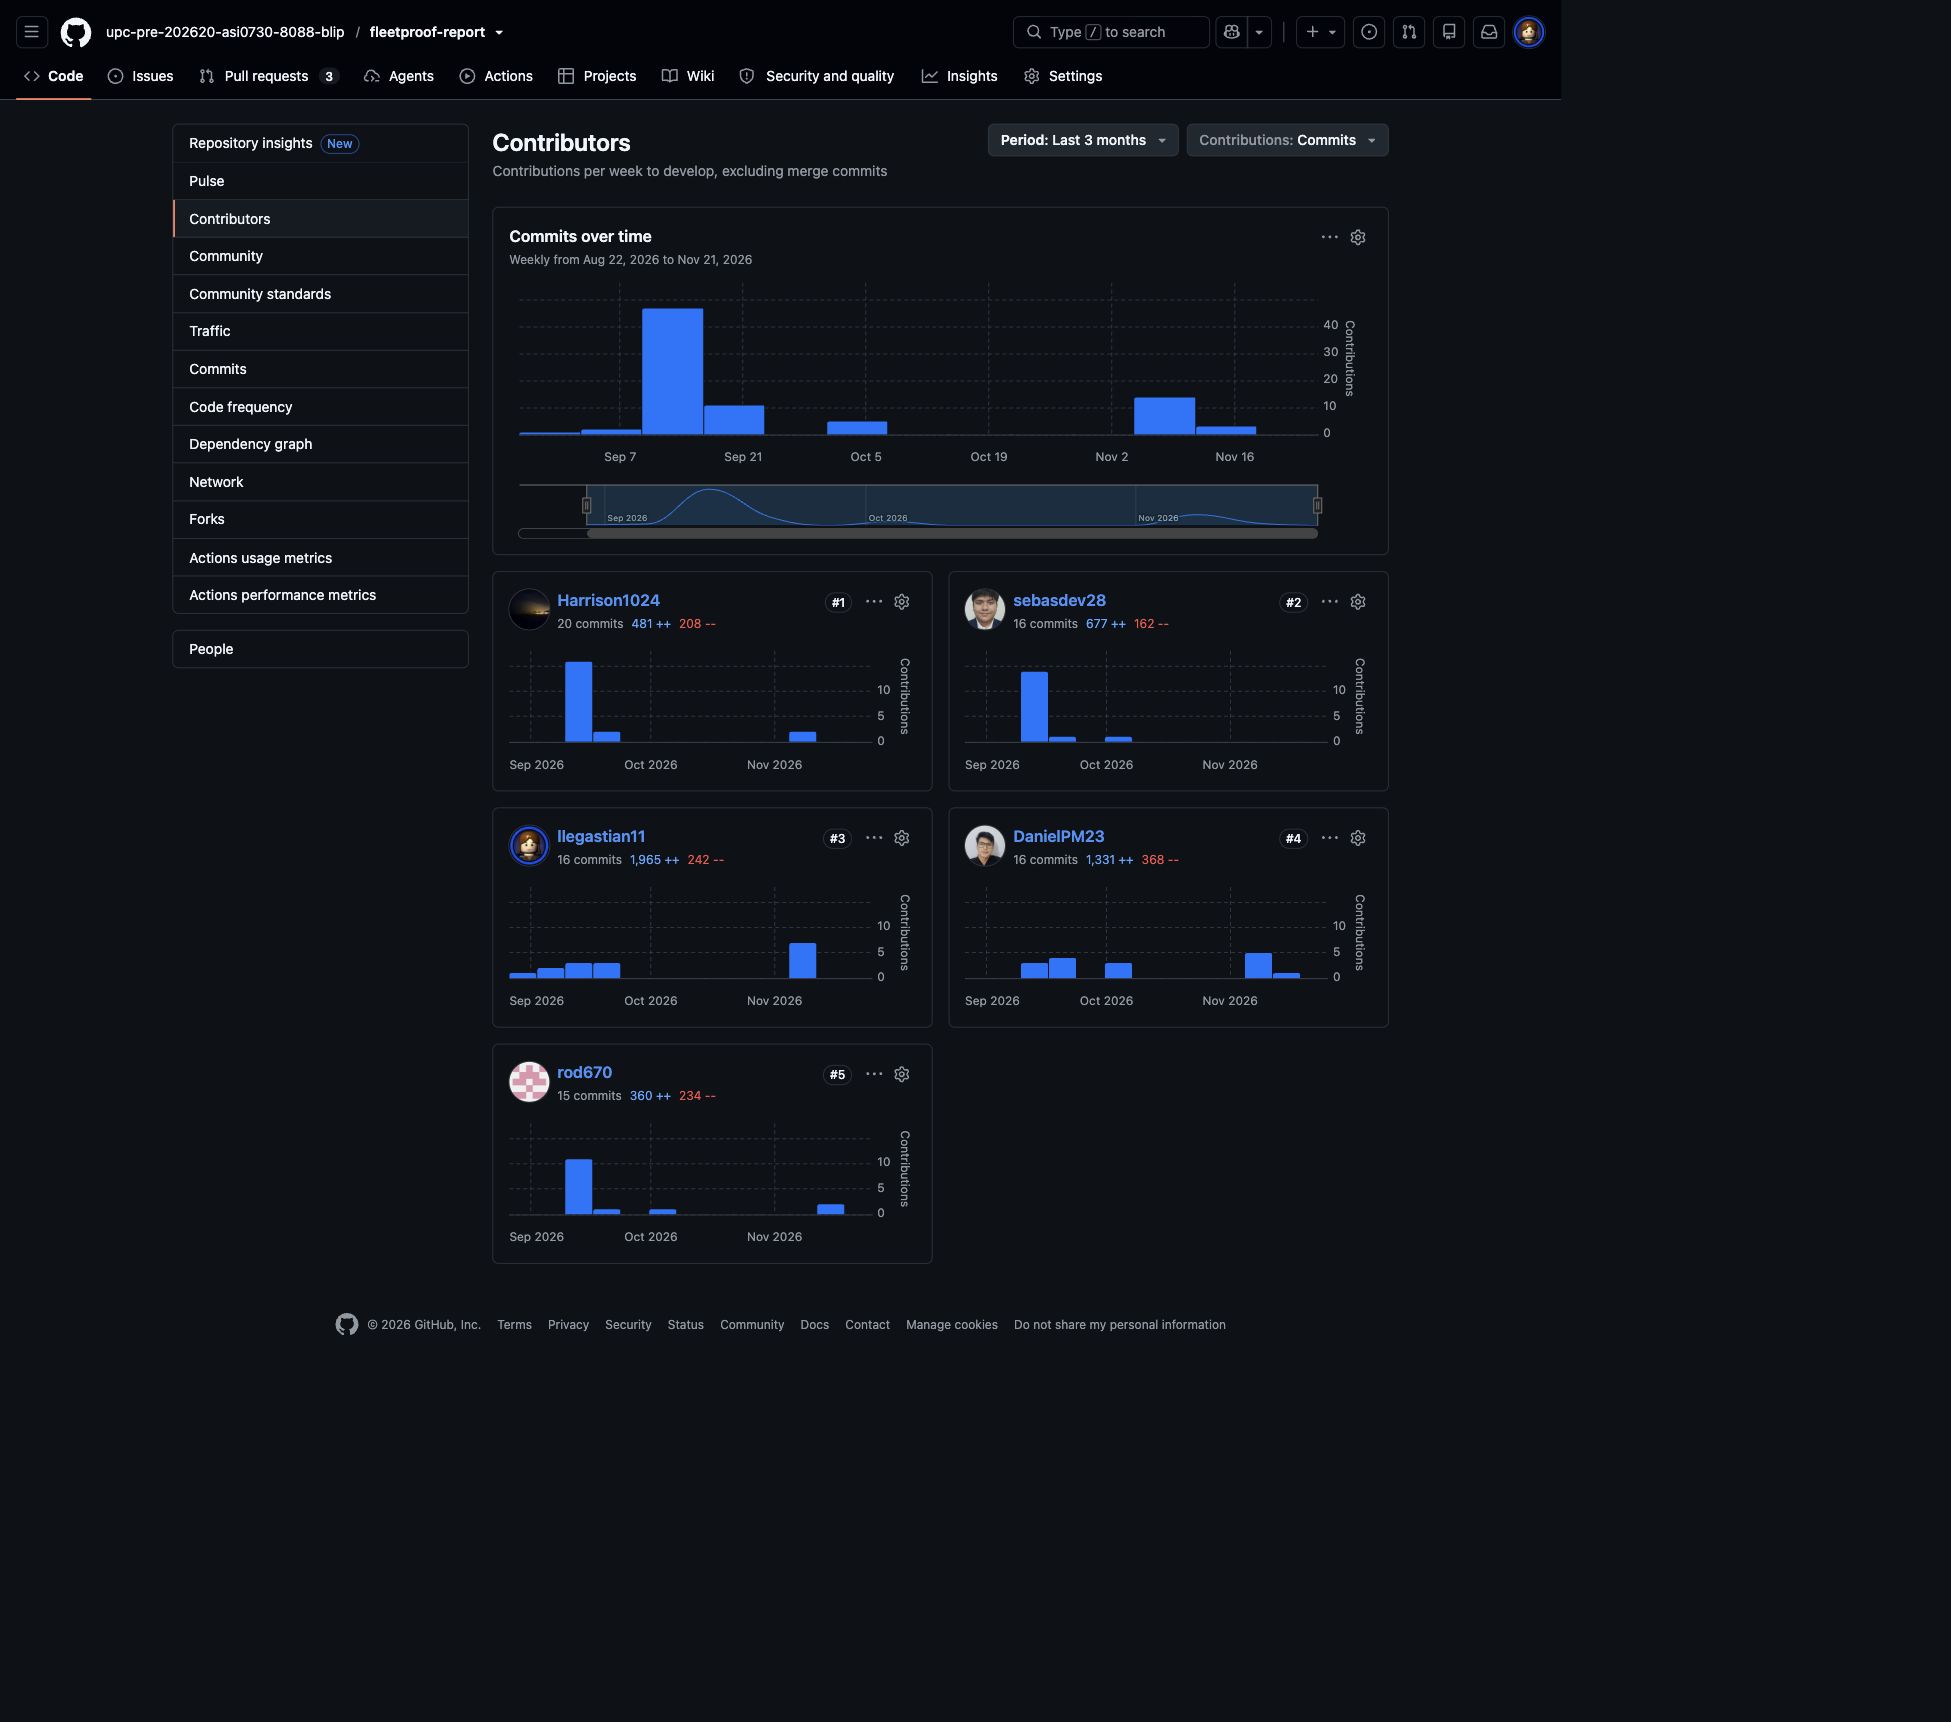 upc-pre-202620-asi0730-8088-blip / fleetproof-report
Type / to search
Code
Issues
Pull requests 3
Agents
Actions
Projects
Wiki
Security and quality
Insights
Settings
Repository insights New
Pulse
Contributors
Community
Community standards
Traffic
Commits
Code frequency
Dependency graph
Network
Forks
Actions usage metrics
Actions performance metrics
People
Contributors
Contributions per week to develop, excluding merge commits
Period: Last 3 months
Contributions: Commits
Commits over time
Weekly from Aug 22, 2026 to Nov 21, 2026
40
30
20
10
0
Contributions
Sep 7
Sep 21
Oct 5
Oct 19
Nov 2
Nov 16
Sep 2026
Oct 2026
Nov 2026
Harrison1024
#1
20 commits 481 ++ 208 --
10
5
0
Contributions
Sep 2026
Oct 2026
Nov 2026
sebasdev28
#2
16 commits 677 ++ 162 --
10
5
0
Contributions
Sep 2026
Oct 2026
Nov 2026
llegastian11
#3
16 commits 1,965 ++ 242 --
10
5
0
Contributions
Sep 2026
Oct 2026
Nov 2026
DanielPM23
#4
16 commits 1,331 ++ 368 --
10
5
0
Contributions
Sep 2026
Oct 2026
Nov 2026
rod670
#5
15 commits 360 ++ 234 --
10
5
0
Contributions
Sep 2026
Oct 2026
Nov 2026
© 2026 GitHub, Inc.
Terms
Privacy
Security
Status
Community
Docs
Contact
Manage cookies
Do not share my personal information